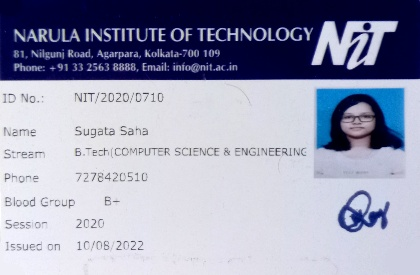 NARULA INSTITUTE OF TECHNOLOGY
81, Nilgunj Road, Agarpara, Kolkata-700 109
Phone: +91 33 2563 8888, Email: info@nit.ac.in
NiT
ID No.: NIT/2020/0710
Name Sugata Saha
Stream B.Tech(COMPUTER SCIENCE & ENGINEERING
Phone 7278420510
Blood Group B+
Session 2020
Issued on 10/08/2022